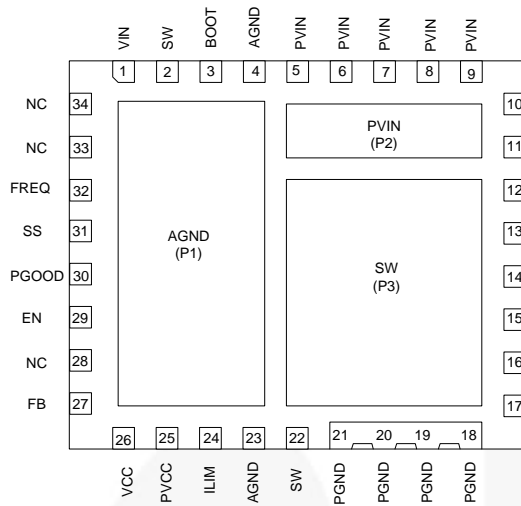 VIN SW BOOT AGND PVIN PVIN PVIN PVIN PVIN
1 2 3 4 5 6 7 8 9
NC 34
NC 33
FREQ 32
SS 31
PGOOD 30
EN 29
NC 28
FB 27
AGND
(P1)
PVIN
(P2)
SW
(P3)
10
11
12
13
14
15
16
17
26 25 24 23 22 21 20 19 18
VCC PVCC ILIM AGND SW PGND PGND PGND PGND